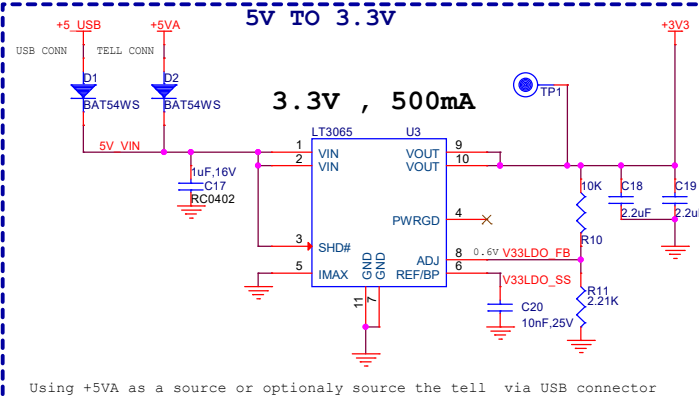 5V TO 3.3V
+5_USB
+5VA
+3V3
USB CONN
TELL CONN
D1
D2
BAT54WS
BAT54WS
3.3V , 500mA
TP1
LT3065
U3
5V_VIN
1
VIN
VOUT
9
2
VIN
VOUT
10
1uF,16V
C17
RC0402
10K
C18
C19
2.2uF
2.2u
PWRGD
4
3
SHD#
R10
5
IMAX
GND
GND
ADJ
8
0.6V
V33LDO_FB
REF/BP
6
V33LDO_SS
11
7
R11
2.21K
C20
10nF,25V
Using +5VA as a source or optionaly source the tell via USB connector